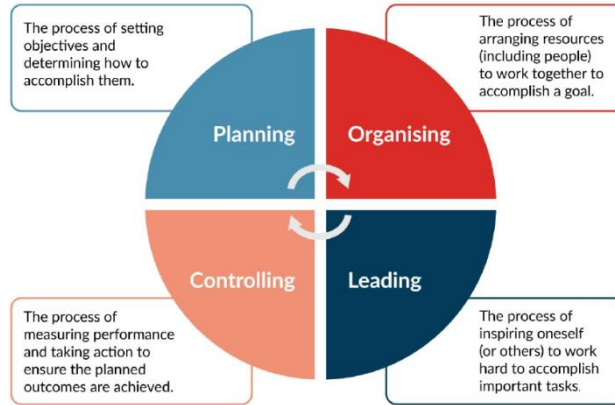 The process of setting
objectives and
determining how to
accomplish them.
The process of
arranging resources
(including people)
to work together to
accomplish a goal.
Planning
Organising
Controlling
Leading
The process of
measuring performance
and taking action to
ensure the planned
outcomes are achieved.
The process of
inspiring oneself
(or others) to work
hard to accomplish
important tasks.